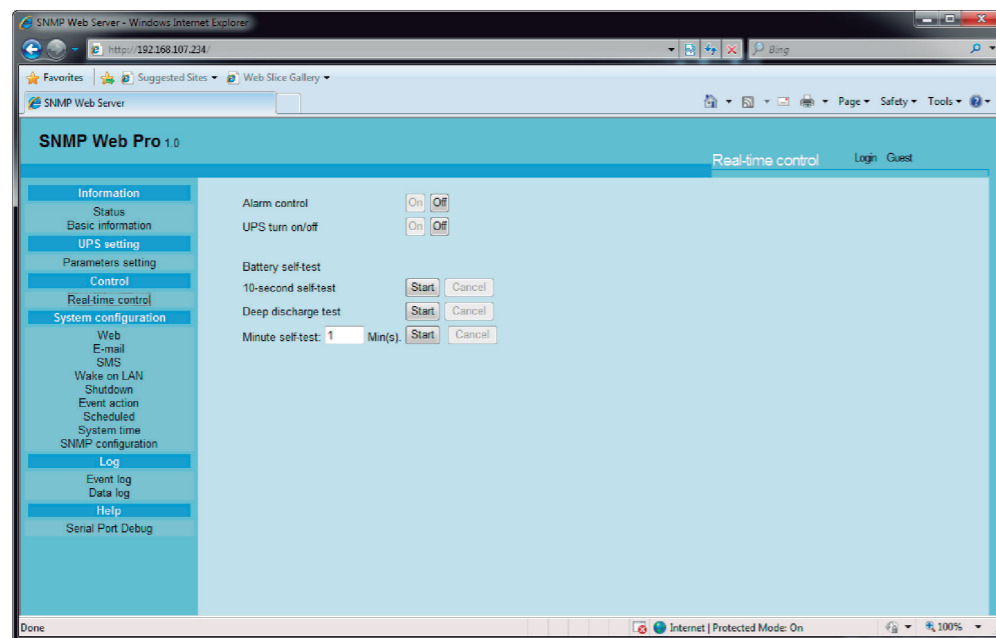 SNMP Web Server - Windows Internet Explorer
http://192.168.107.234/
Bing
Favorites Suggested Sites Web Slice Gallery
SNMP Web Server
Page Safety Tools
SNMP Web Pro 1.0
Real-time control Login Guest
Information
Status
Basic information
UPS setting
Parameters setting
Control
Real-time control
System configuration
Web
E-mail
SMS
Wake on LAN
Shutdown
Event action
Scheduled
System time
SNMP configuration
Log
Event log
Data log
Help
Serial Port Debug
Alarm control On Off
UPS turn on/off On Off
Battery self-test
10-second self-test Start Cancel
Deep discharge test Start Cancel
Minute self-test: 1 Min(s). Start Cancel
Done Internet | Protected Mode: On 100%